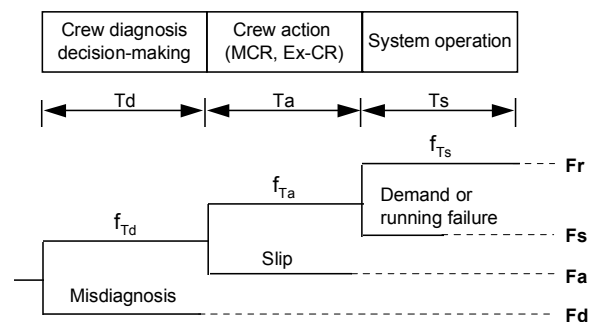 Crew diagnosis
decision-making
Crew action
(MCR, Ex-CR)
System operation
Td
Ta
Ts
fTs
Fr
fTa
Demand or
running failure
fTd
Fs
Slip
Fa
Misdiagnosis
Fd